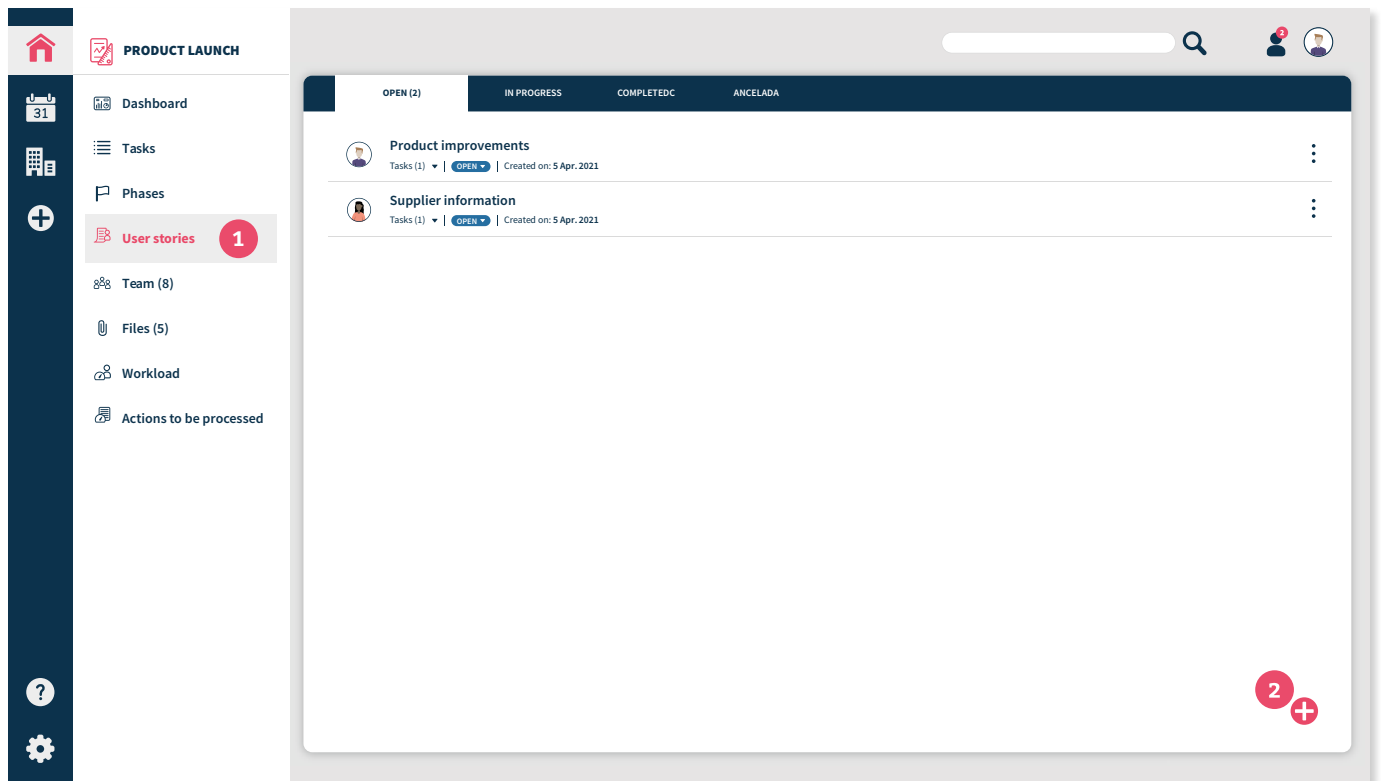 PRODUCT LAUNCH
2
31
Dashboard
Tasks
Phases
User stories 1
Team (8)
Files (5)
Workload
Actions to be processed
OPEN (2) IN PROGRESS COMPLETEDC ANCELADA
Product improvements
Tasks (1) OPEN Created on: 5 Apr. 2021
Supplier information
Tasks (1) OPEN Created on: 5 Apr. 2021
2
?